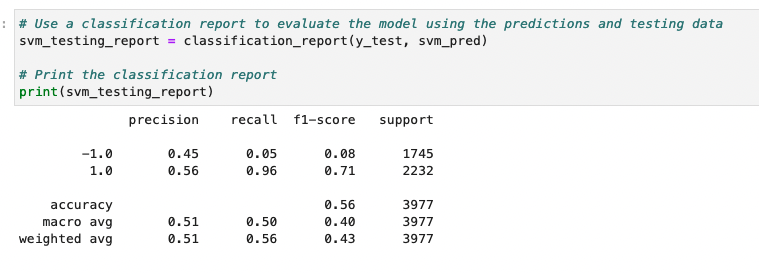 : # Use a classification report to evaluate the model using the predictions and testing data
svm_testing_report = classification_report(y_test, svm_pred)
# Print the classification report
print(svm_testing_report)
precision recall f1-score support
-1.0 0.45 0.05 0.08 1745
1.0 0.56 0.96 0.71 2232
accuracy 0.56 3977
macro avg 0.51 0.50 0.40 3977
weighted avg 0.51 0.56 0.43 3977